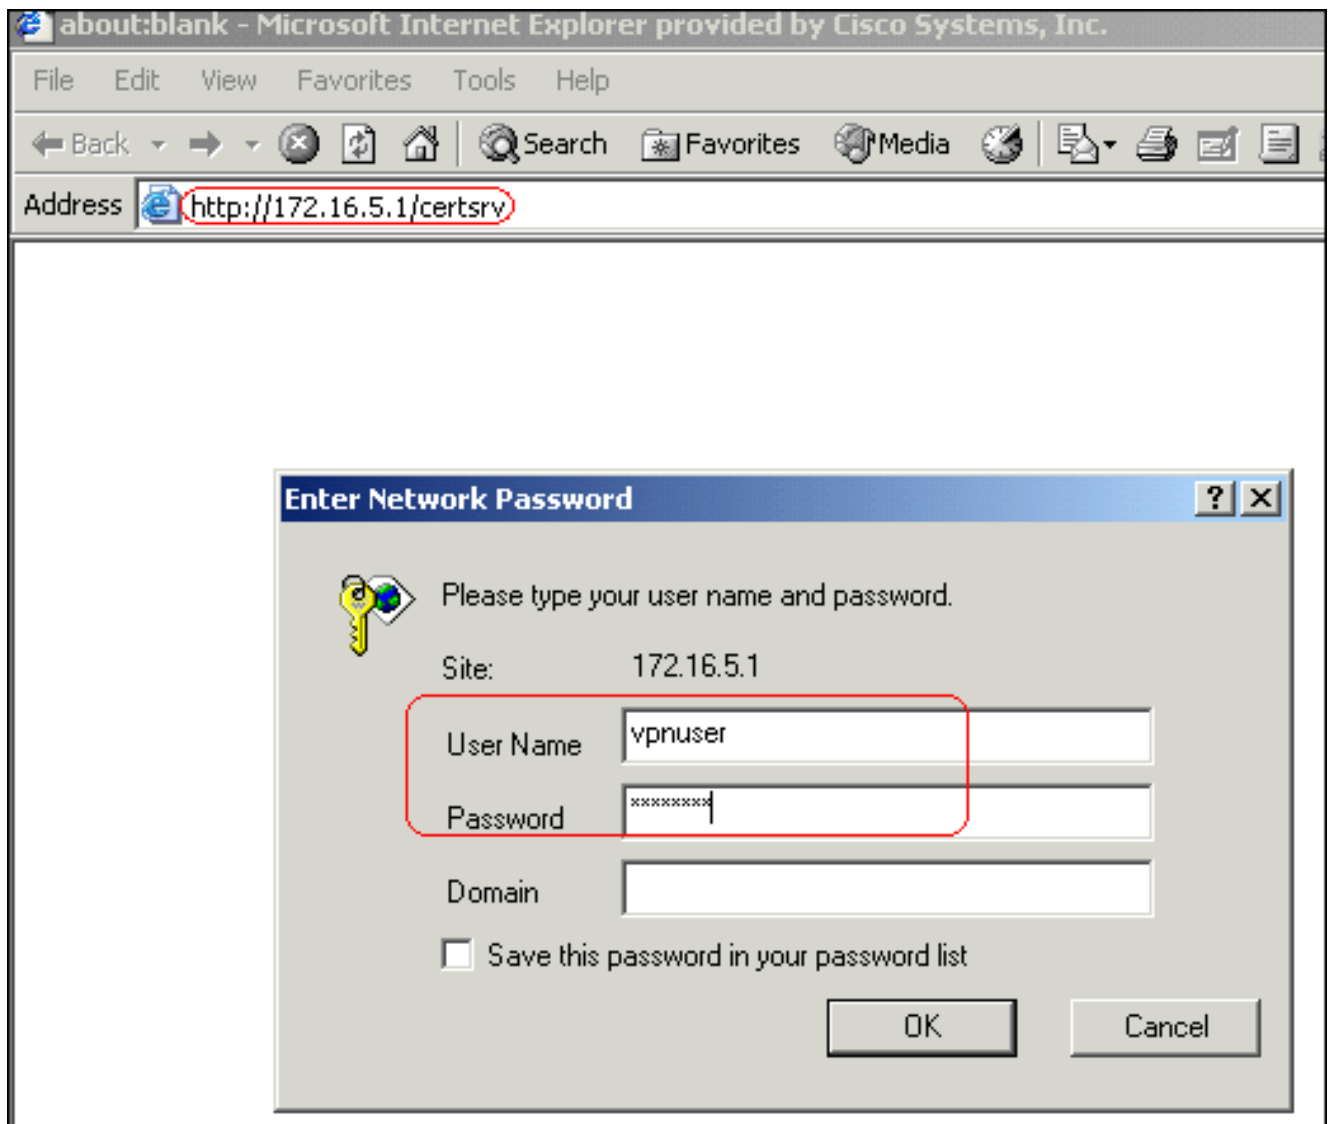 about:blank - Microsoft Internet Explorer provided by Cisco Systems, Inc.
File Edit View Favorites Tools Help
Back Search Favorites Media
Address http://172.16.5.1/certsrv
Enter Network Password
Please type your user name and password.
Site: 172.16.5.1
User Name vpnuser
Password xxxxxxxx
Domain
Save this password in your password list
OK Cancel